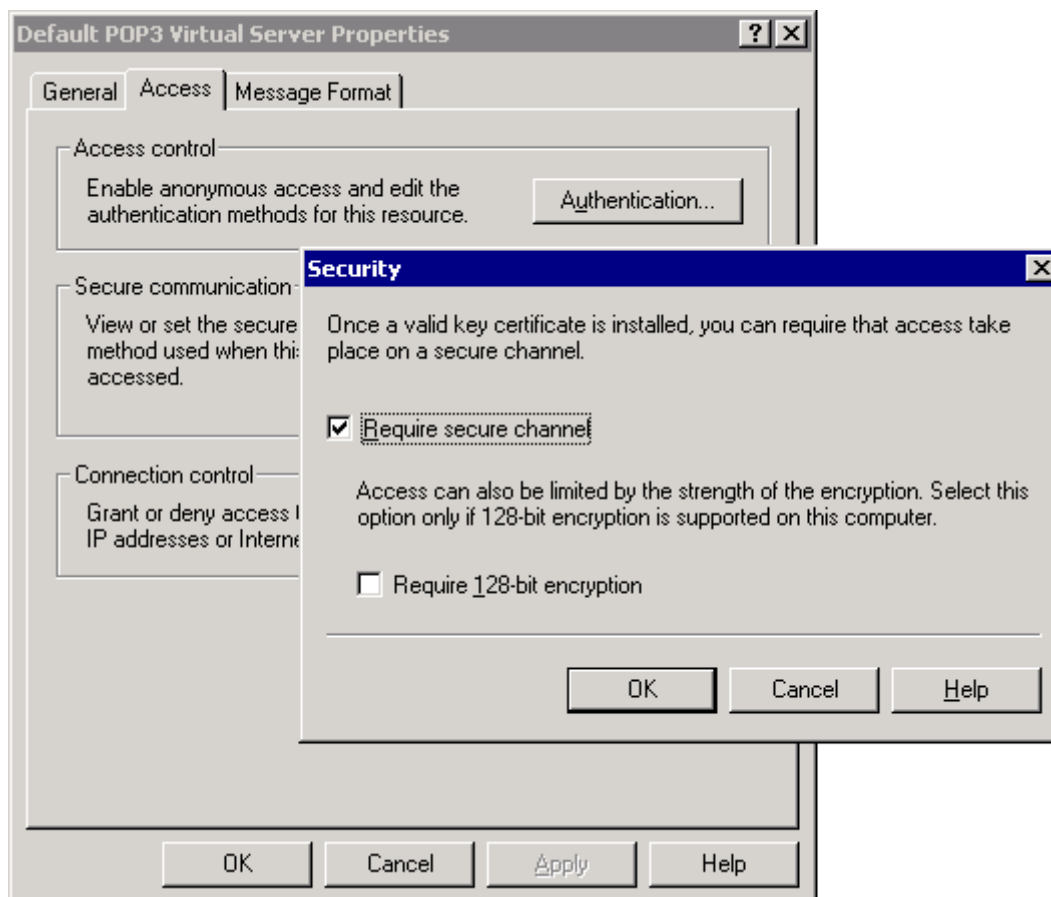 Default POP3 Virtual Server Properties
General Access Message Format
Access control
Enable anonymous access and edit the
authentication methods for this resource.
Authentication...
Secure communication
View or set the secure
method used when this
accessed.
Connection control
Grant or deny access
IP addresses or
Security
Once a valid key certificate is installed, you can require that access take
place on a secure channel.
Require secure channel
Access can also be limited by the strength of the encryption. Select this
option only if 128-bit encryption is supported on this computer.
Require 128-bit encryption
OK Cancel Help
OK Cancel Apply Help